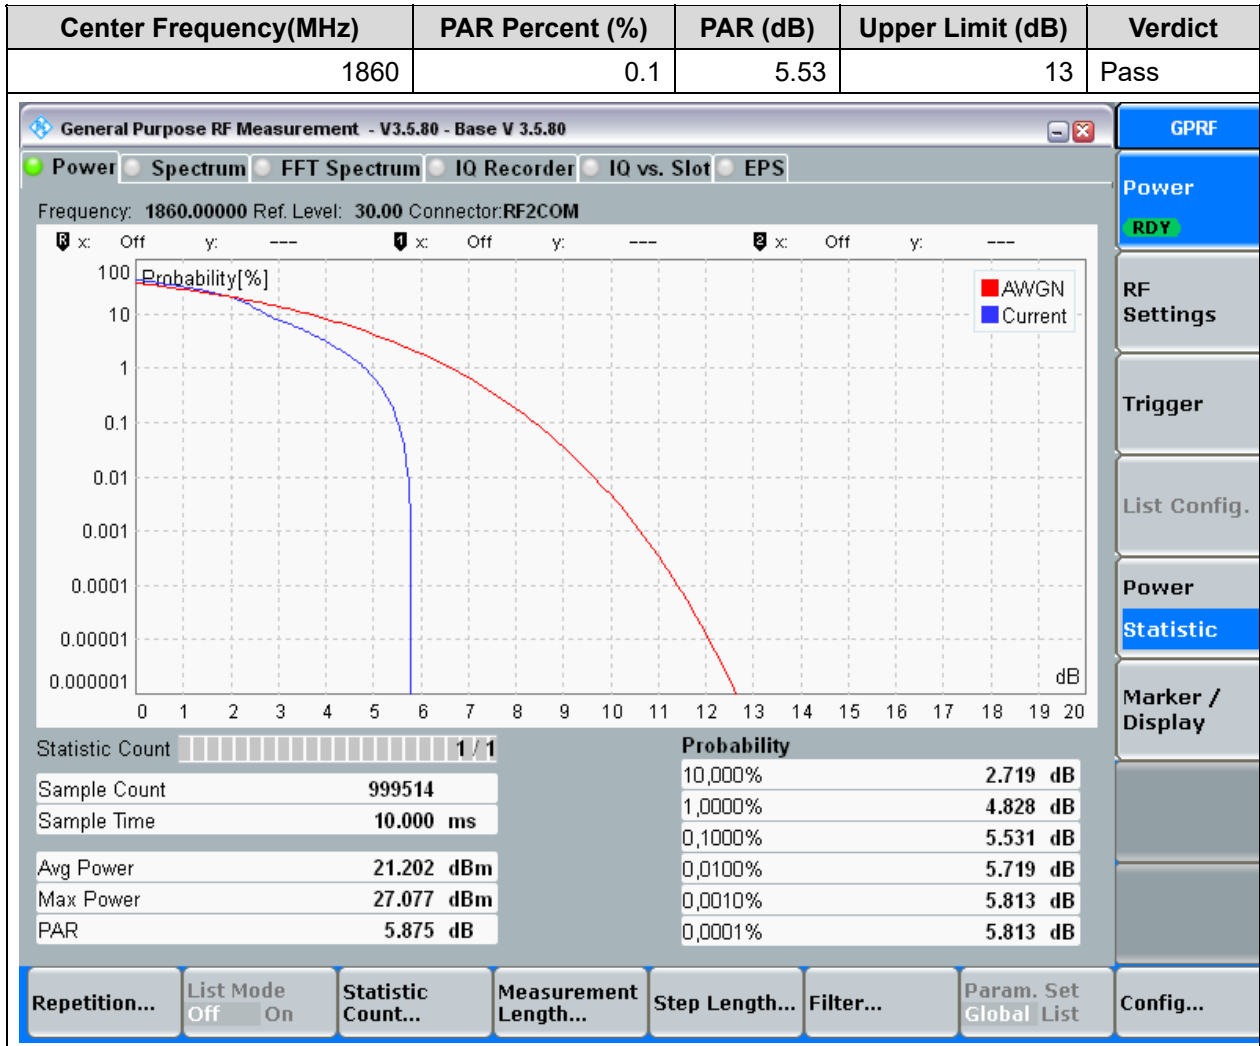 Center Frequency(MHz) PAR Percent (%) PAR (dB) Upper Limit (dB) Verdict
1860 0.1 5.53 13 Pass
General Purpose RF Measurement - V3.5.80 - Base V 3.5.80
GPRF
Power Spectrum FFT Spectrum IQ Recorder IQ vs. Slot EPS
Power
RDY
Frequency: 1860.00000 Ref. Level: 30.00 Connector:RF2COM
R x: Off y: --- 1 x: Off y: --- 2 x: Off y: ---
100 Probability[%]
AWGN
Current
10
1
0.1
0.01
0.001
0.0001
0.00001
0.000001
dB
0 1 2 3 4 5 6 7 8 9 10 11 12 13 14 15 16 17 18 19 20
RF
Settings
Trigger
List Config.
Power
Statistic
Marker /
Display
Statistic Count 1 / 1
Sample Count 999514
Sample Time 10.000 ms
Avg Power 21.202 dBm
Max Power 27.077 dBm
PAR 5.875 dB
Probability
10,000% 2.719 dB
1,0000% 4.828 dB
0,1000% 5.531 dB
0,0100% 5.719 dB
0,0010% 5.813 dB
0,0001% 5.813 dB
Repetition...
List Mode
Off On
Statistic
Count...
Measurement
Length...
Step Length...
Filter...
Param. Set
Global List
Config...